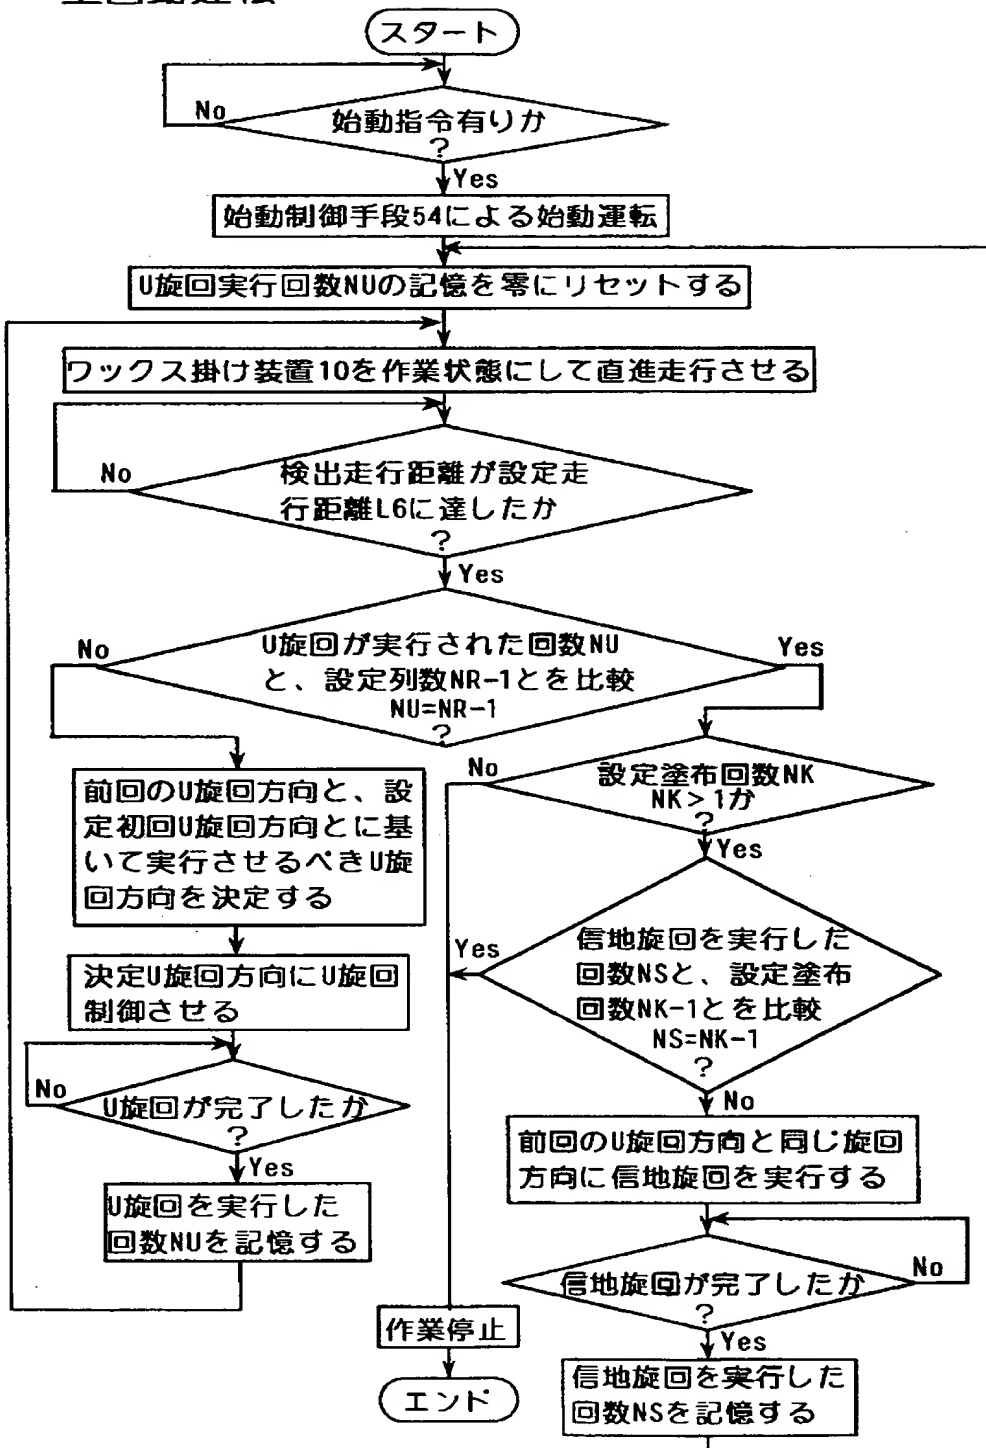 スタート
始動指令有りか
?
No
Yes
始動制御手段54による始動運転
U旋回実行回数NUの記憶を零にリセットする
ワックス掛け装置10を作業状態にして直進走行させる
検出走行距離が設定走
行距離L6に達したか
?
No
Yes
U旋回が実行された回数NU
と、設定列数NR-1とを比較
NU=NR-1
?
No
Yes
前回のU旋回方向と、設
定初回U旋回方向とに基
いて実行させるべきU旋
回方向を決定する
決定U旋回方向にU旋回
制御させる
U旋回が完了したか
?
No
Yes
U旋回を実行した
回数NUを記憶する
設定塗布回数NK
NK>1か
?
No
Yes
信地旋回を実行した
回数NSと、設定塗布
回数NK-1とを比較
NS=NK-1
?
Yes
No
前回のU旋回方向と同じ旋回
方向に信地旋回を実行する
信地旋回が完了したか
?
No
Yes
信地旋回を実行した
回数NSを記憶する
作業停止
エンド